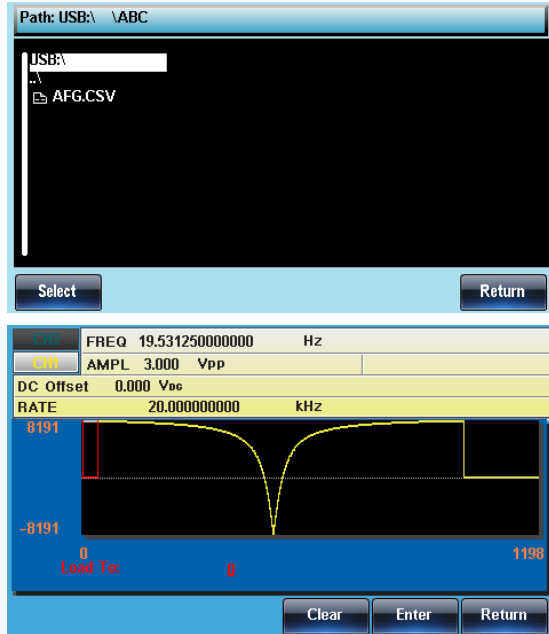 Path: USB:\ \ABC
USB:\
..\
AFG.CSV
Select Return
CH2 FREQ 19.531250000000 Hz
CH1 AMPL 3.000 Vpp
DC Offset 0.000 VDC
RATE 20.000000000 kHz
8191
-8191
0 1198
Load To: 0
Clear Enter Return